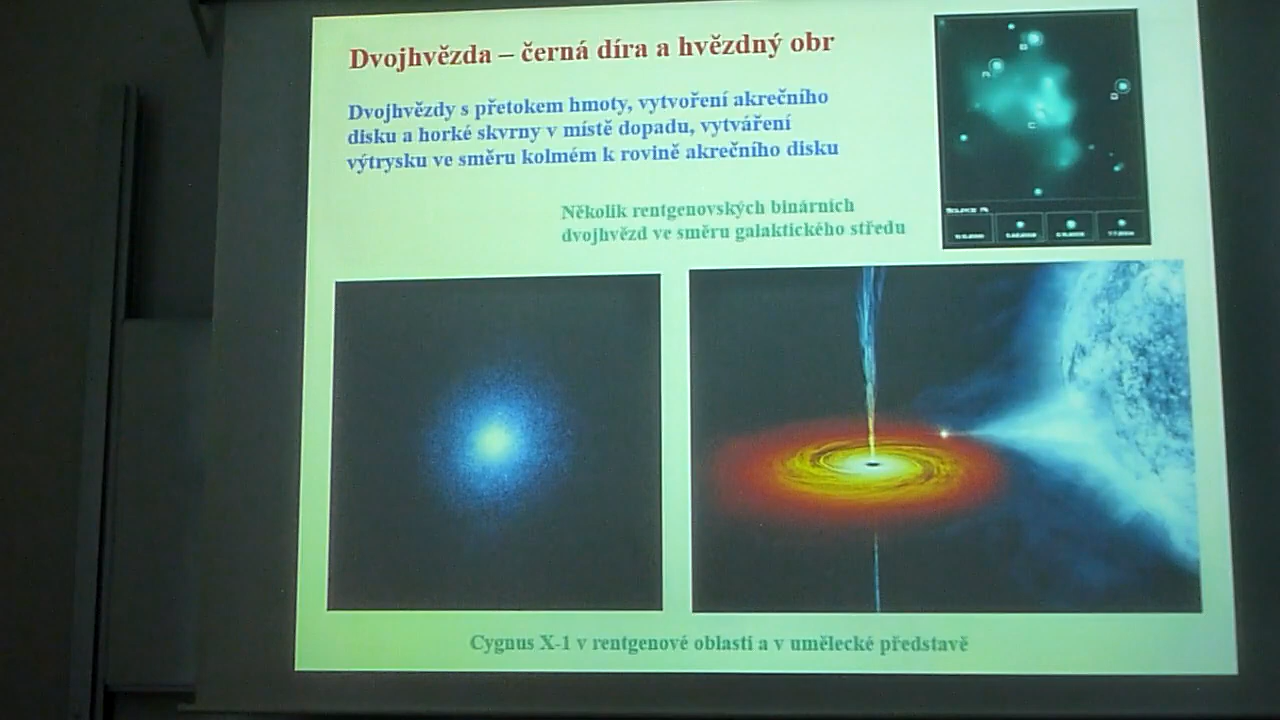 Dvojhvězda – černá díra a hvězdný obr
Dvojhvězdy s přetokem hmoty, vytvoření akrečního
disku a horké skvrny v místě dopadu, vytváření
výtrysku ve směru kolmém k rovině akrečního disku
Několik rentgenovských binárních
dvojhvězd ve směru galaktického středu
Cygnus X-1 v rentgenové oblasti a v umělecké představě